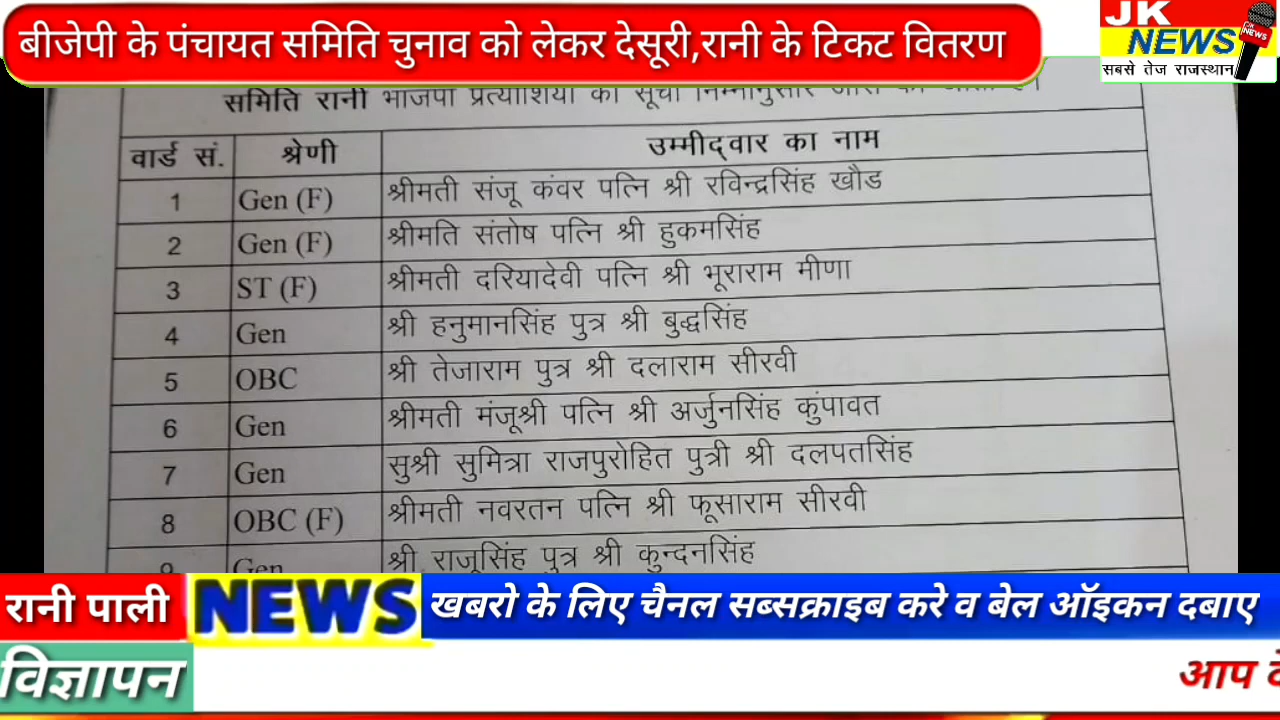 बीजेपी के पंचायत समिति चुनाव को लेकर देसूरी,रानी के टिकट वितरण
JK
NEWS
सबसे तेज राजस्थान
समिति रानी भाजपा प्रत्याशियों की सूची निम्नानुसार जारी की जाती है।
वार्ड सं. श्रेणी उम्मीद्वार का नाम
1 Gen (F) श्रीमती संजू कंवर पत्नि श्री रविन्द्रसिंह खौड
2 Gen (F) श्रीमति संतोष पत्नि श्री हुकमसिंह
3 ST (F) श्रीमती दरियादेवी पत्नि श्री भूराराम मीणा
4 Gen श्री हनुमानसिंह पुत्र श्री बुद्धसिंह
5 OBC श्री तेजाराम पुत्र श्री दलाराम सीरवी
6 Gen श्रीमती मंजूश्री पत्नि श्री अर्जुनसिंह कुंपावत
7 Gen सुश्री सुमित्रा राजपुरोहित पुत्री श्री दलपतसिंह
8 OBC (F) श्रीमती नवरतन पत्नि श्री फूसाराम सीरवी
9 Gen श्री राजूसिंह पुत्र श्री कुन्दनसिंह
रानी पाली NEWS खबरो के लिए चैनल सब्सक्राइब करे व बेल ऑइकन दबाए
विज्ञापन आप के